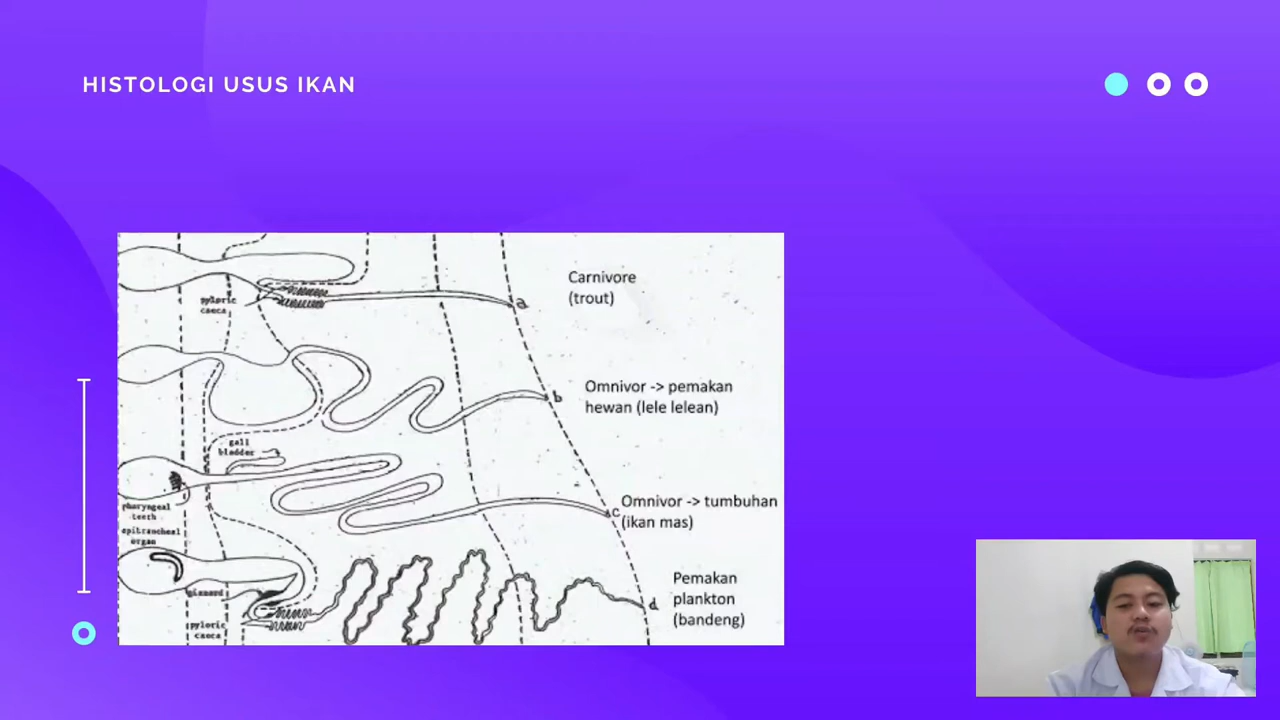 HISTOLOGI USUS IKAN
Carnivore
(trout)
pyloric
caeca
a
Omnivor -> pemakan
hewan (lele lelean)
b
gall
bladder
Omnivor -> tumbuhan
(ikan mas)
c
pharyngeal
teeth
epibrancheal
organ
Pemakan
plankton
(bandeng)
d
gizzard
pyloric
caeca